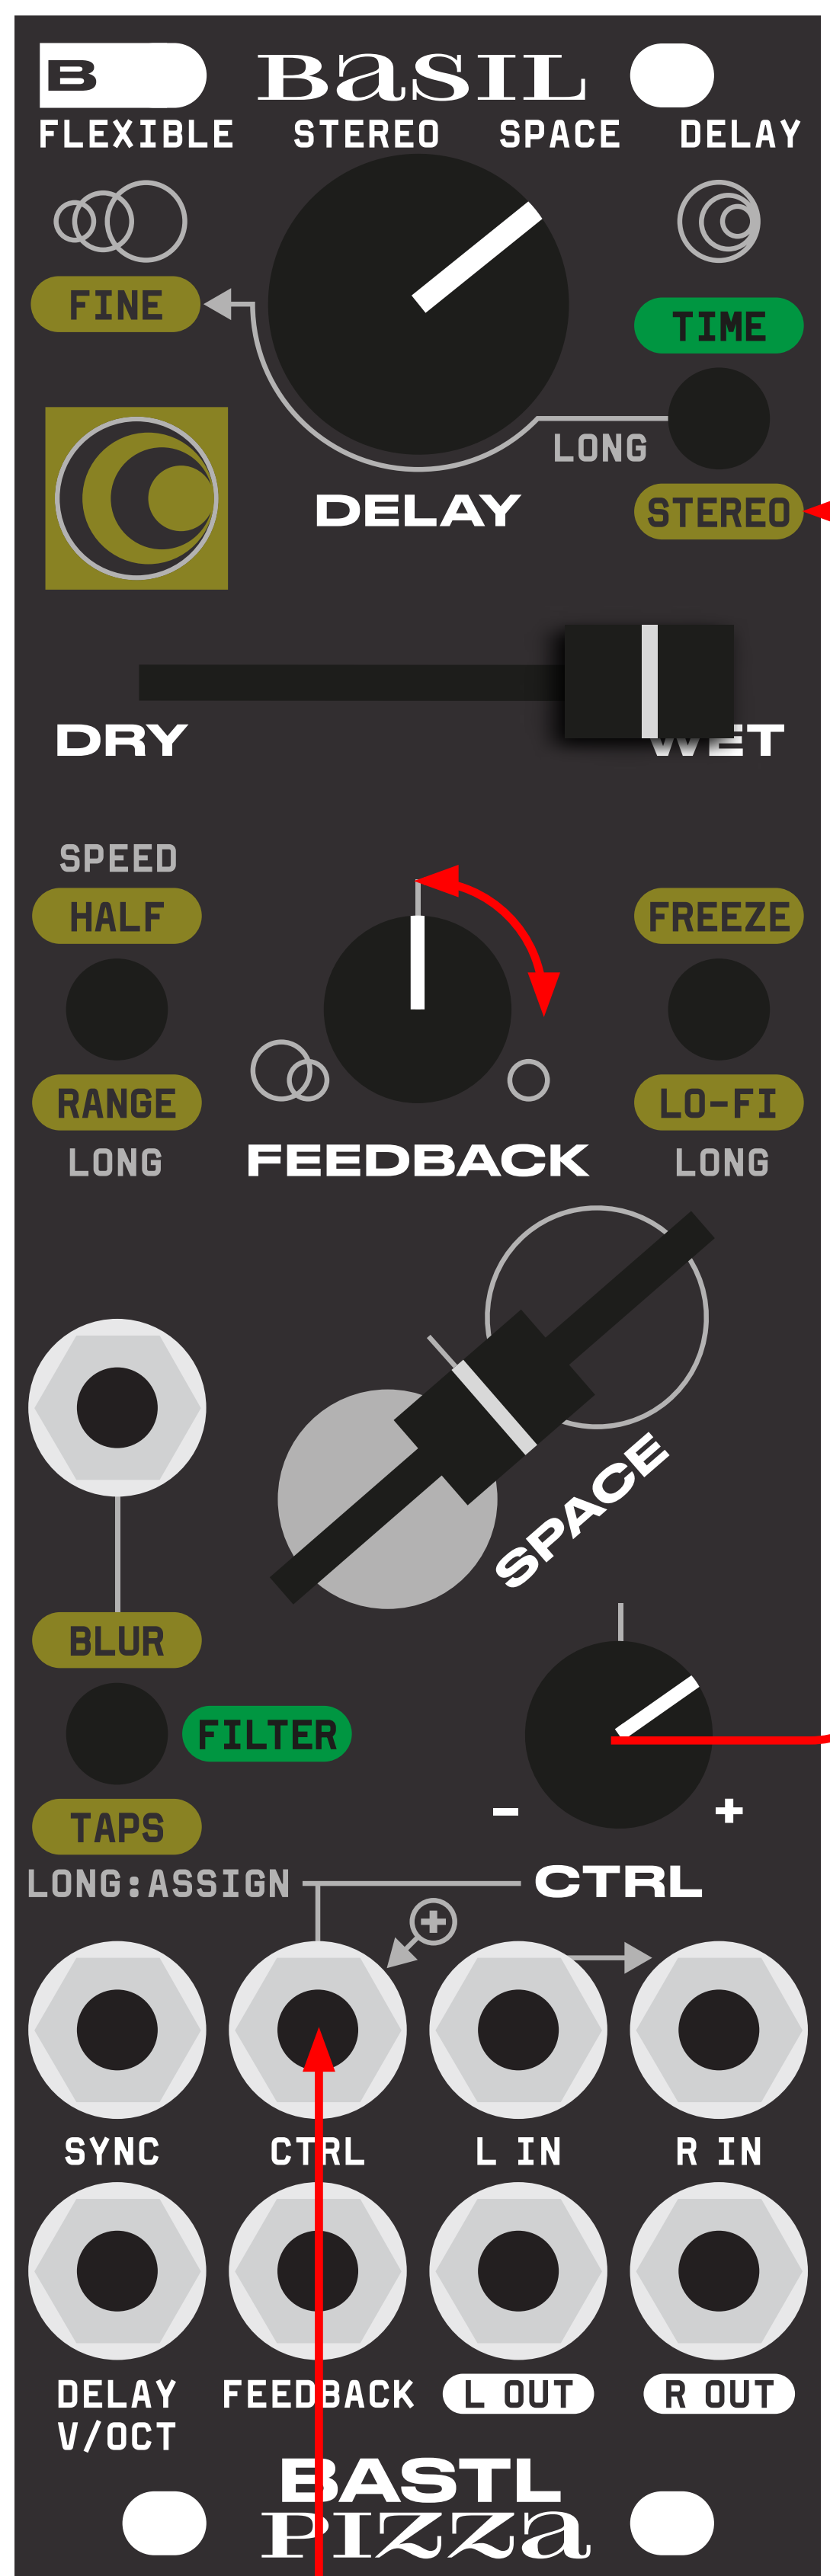 B BaSIL
FLEXIBLE STEREO SPACE DELAY
FINE
TIME
LONG
STEREO
DELAY
DRY WET
SPEED
HALF
FREEZE
RANGE
LO-FI
LONG
LONG
FEEDBACK
SPACE
BLUR
FILTER
TAPS
- +
LONG:ASSIGN
CTRL
+
SYNC CTRL L IN R IN
DELAY FEEDBACK L OUT R OUT
V/OCT
BASTL
PIZZa